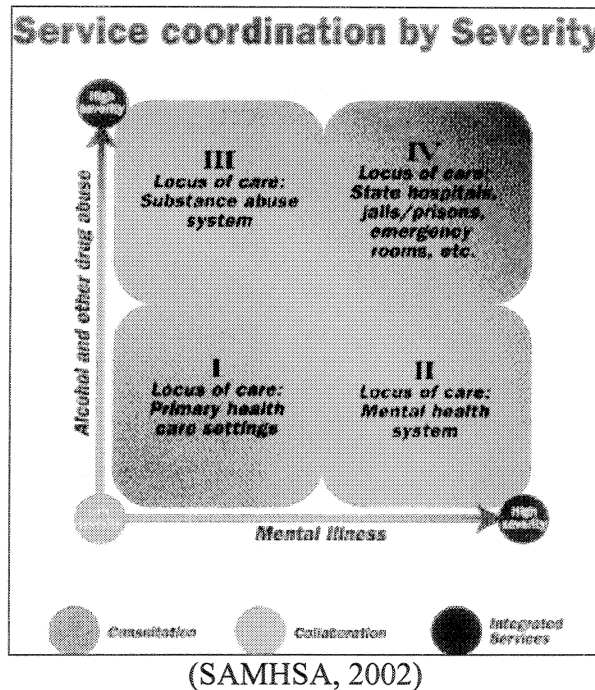 Service coordination by Severity
High
severity
III
Locus of care:
Substance abuse
system
IV
Locus of care:
State hospitals,
jails/prisons,
emergency
rooms, etc.
Alcohol and other drug abuse
I
Locus of care:
Primary health
care settings
II
Locus of care:
Mental health
system
Mental Illness
High
severity
Consultation
Collaboration
Integrated
Services
(SAMHSA, 2002)